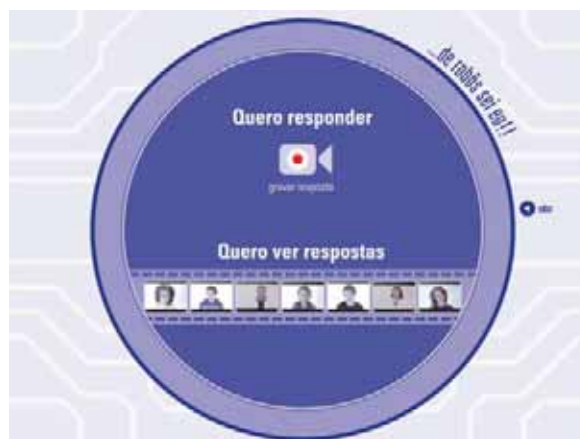 ...de robôs sei eu!!
Quero responder
gravar resposta
Quero ver respostas